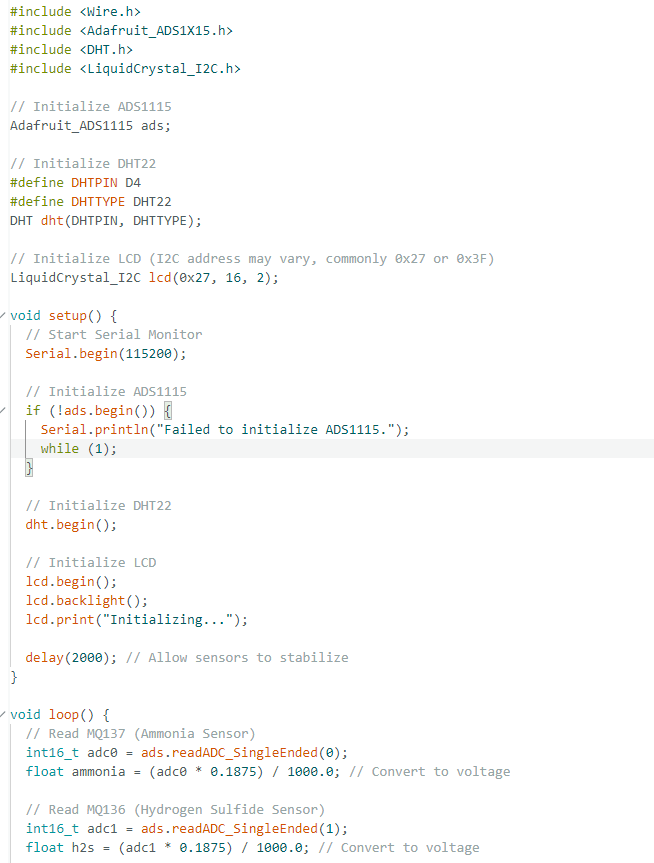 #include <Wire.h>
#include <Adafruit_ADS1X15.h>
#include <DHT.h>
#include <LiquidCrystal_I2C.h>

// Initialize ADS1115
Adafruit_ADS1115 ads;

// Initialize DHT22
#define DHTPIN D4
#define DHTTYPE DHT22
DHT dht(DHTPIN, DHTTYPE);

// Initialize LCD (I2C address may vary, commonly 0x27 or 0x3F)
LiquidCrystal_I2C lcd(0x27, 16, 2);

void setup() {
  // Start Serial Monitor
  Serial.begin(115200);

  // Initialize ADS1115
  if (!ads.begin()) {
    Serial.println("Failed to initialize ADS1115.");
    while (1);
  }

  // Initialize DHT22
  dht.begin();

  // Initialize LCD
  lcd.begin();
  lcd.backlight();
  lcd.print("Initializing...");

  delay(2000); // Allow sensors to stabilize
}

void loop() {
  // Read MQ137 (Ammonia Sensor)
  int16_t adc0 = ads.readADC_SingleEnded(0);
  float ammonia = (adc0 * 0.1875) / 1000.0; // Convert to voltage

  // Read MQ136 (Hydrogen Sulfide Sensor)
  int16_t adc1 = ads.readADC_SingleEnded(1);
  float h2s = (adc1 * 0.1875) / 1000.0; // Convert to voltage